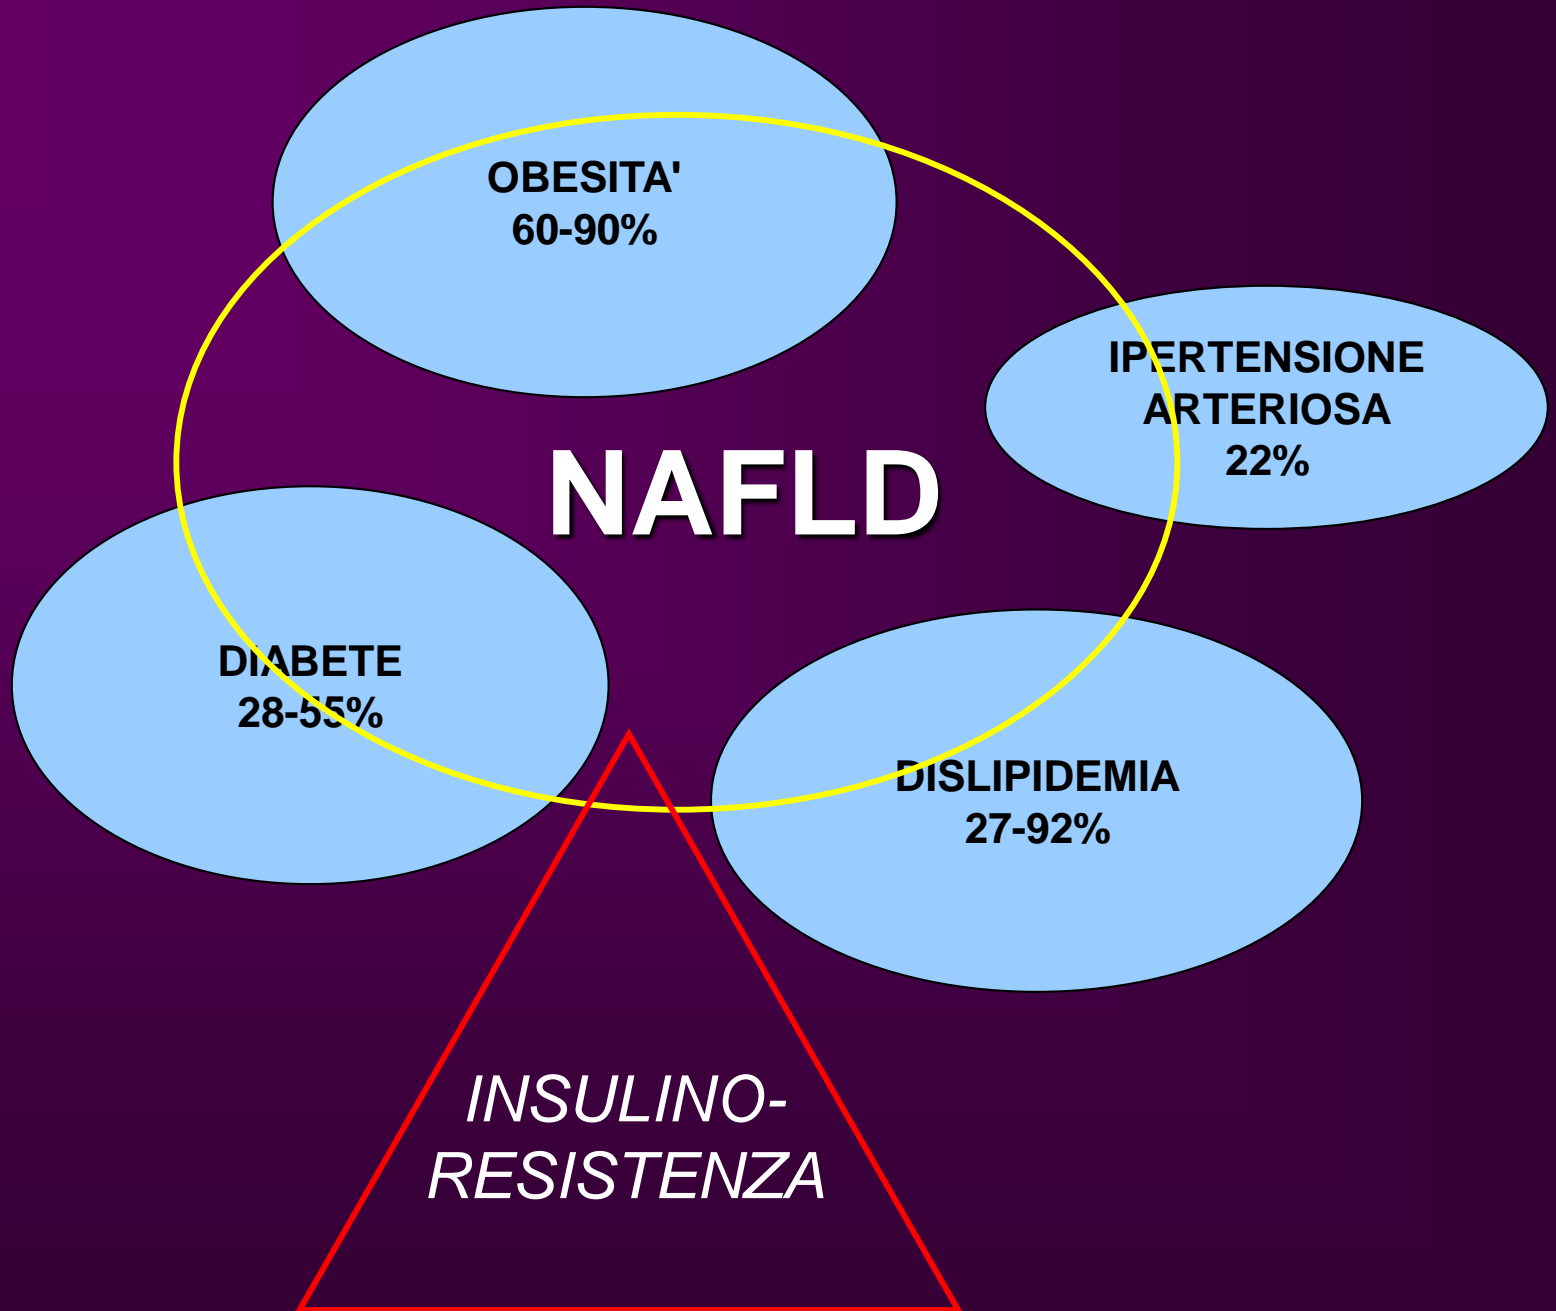 OBESITA'
60-90%
IPERTENSIONE
ARTERIOSA
22%
NAFLD
DIABETE
28-55%
DISLIPIDEMIA
27-92%
INSULINO-
RESISTENZA